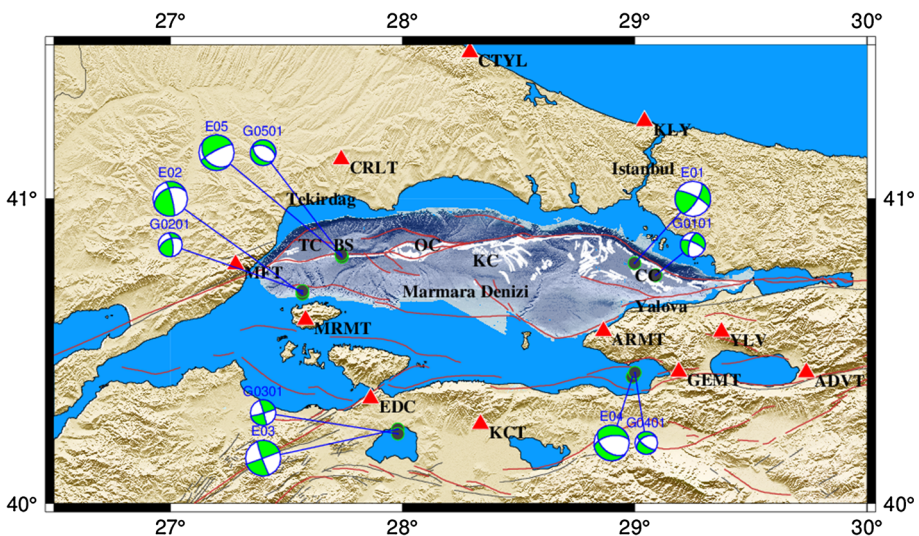 27° 28° 29° 30°
CTYL
KLY
E05 G0501
CRLT
Istanbul
E02
E01
41° 41°
Tekirdag
G0201
G0101
TC BS OC
KC
MFT
CC
Marmara Denizi
Yalova
MRMT
ARMT
YLV
GEMT
ADVT
G0301
EDC
E04 G0401
E03
KCT
40° 40°
27° 28° 29° 30°